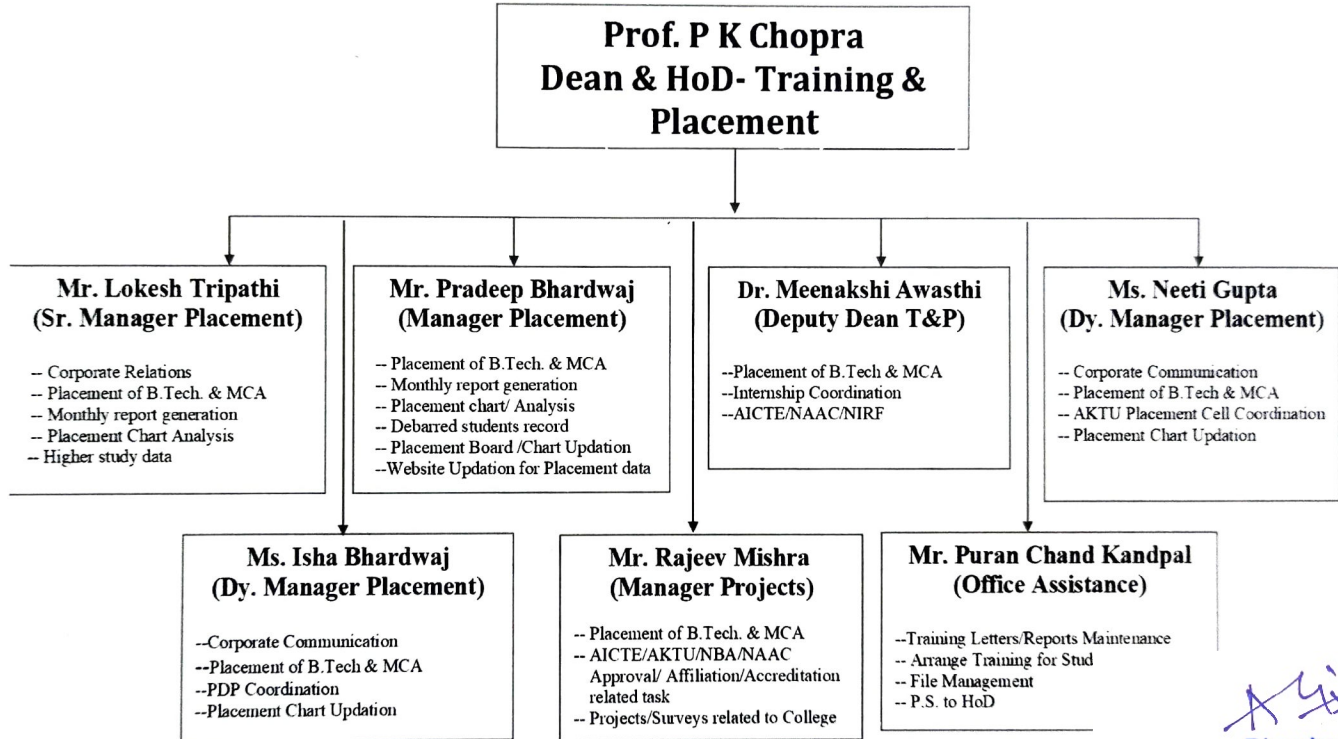 Prof. P K Chopra
Dean & HoD- Training &
Placement
Mr. Lokesh Tripathi
(Sr. Manager Placement)
-- Corporate Relations
-- Placement of B.Tech. & MCA
-- Monthly report generation
-- Placement Chart Analysis
-- Higher study data
Mr. Pradeep Bhardwaj
(Manager Placement)
-- Placement of B.Tech. & MCA
-- Monthly report generation
-- Placement chart/ Analysis
-- Debarred students record
-- Placement Board /Chart Updation
--Website Updation for Placement data
Dr. Meenakshi Awasthi
(Deputy Dean T&P)
--Placement of B.Tech & MCA
--Internship Coordination
--AICTE/NAAC/NIRF
Ms. Neeti Gupta
(Dy. Manager Placement)
-- Corporate Communication
-- Placement of B.Tech & MCA
-- AKTU Placement Cell Coordination
-- Placement Chart Updation
Ms. Isha Bhardwaj
(Dy. Manager Placement)
--Corporate Communication
--Placement of B.Tech & MCA
--PDP Coordination
--Placement Chart Updation
Mr. Rajeev Mishra
(Manager Projects)
-- Placement of B.Tech. & MCA
-- AICTE/AKTU/NBA/NAAC
Approval/ Affiliation/Accreditation
related task
-- Projects/Surveys related to College
Mr. Puran Chand Kandpal
(Office Assistance)
--Training Letters/Reports Maintenance
-- Arrange Training for Stud
-- File Management
-- P.S. to HoD